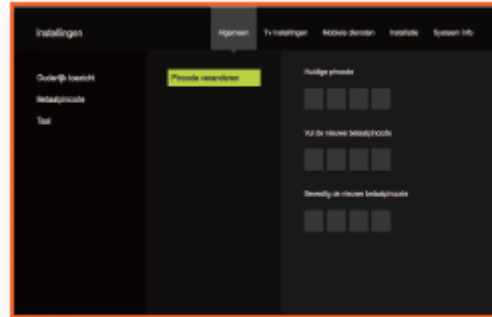 Instellingen
Algemeen Tv Instellingen Mobiele diensten Installatie Systeem Info
Ouderlijk toezicht
Betaalpincode
Taal
Pincode veranderen
Huidige pincode
Vul de nieuwe betaalpincode
Bevestig de nieuwe betaalpincode